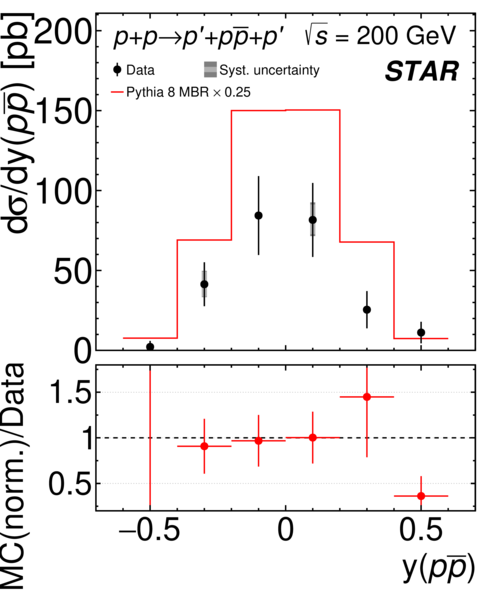 p+p→p′+pp̅+p′ √s = 200 GeV
Data Syst. uncertainty STAR
Pythia 8 MBR × 0.25
dσ/dy(pp̅) [pb]
200
150
100
50
0
MC(norm.)/Data
1.5
1
0.5
−0.5 0 0.5
y(pp̅)